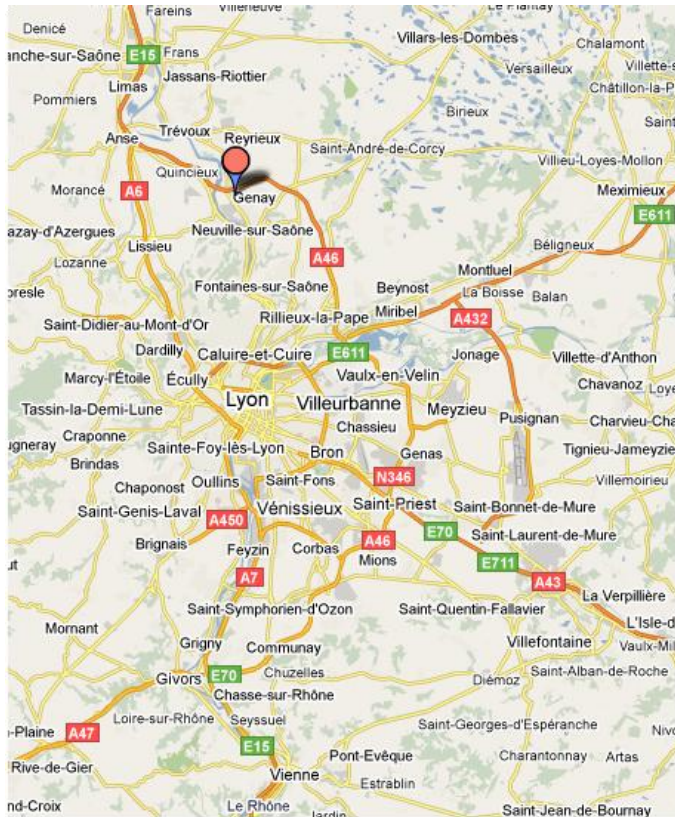 Fareins
Villeneuve
Le Plantay
Denicé
Villars-les-Dombes
Chalamont
anche-sur-Saône
E15
Frans
Versailleux
Villette-s
Limas
Jassans-Riottier
Châtillon-la-P
Pommiers
Birieux
Saint
Trévoux
Reyrieux
Anse
Saint-André-de-Corcy
Villieu-Loyes-Mollon
Quincieux
Morancé
A6
Genay
Meximieux
E611
azay-d'Azergues
Neuville-sur-Saône
Lissieu
A46
Béligneux
Lozanne
Montluel
Fontaines-sur-Saône
Beynost
La Boisse
Balan
oresle
Rillieux-la-Pape
Miribel
A432
Saint-Didier-au-Mont-d'Or
Dardilly
Caluire-et-Cuire
E611
Jonage
Villette-d'Anthon
Marcy-l'Étoile
Écully
Vaulx-en-Velin
Chavanoz
Loye
Lyon
Villeurbanne
Meyzieu
Tassin-la-Demi-Lune
Pusignan
Charvieu-Cha
Craponne
Chassieu
ugneray
Sainte-Foy-lès-Lyon
Bron
Genas
Tignieu-Jameyzie
Brindas
N346
Villemoirieu
Oullins
Saint-Fons
Chaponost
Saint-Priest
Saint-Bonnet-de-Mure
Saint-Genis-Laval
A450
Vénissieux
E70
Saint-Laurent-de-Mure
Brignais
Feyzin
Corbas
A46
Mions
E711
ut
A7
A43
La Verpillière
Saint-Symphorien-d'Ozon
Saint-Quentin-Fallavier
L'Isle-d
Mornant
Grigny
Communay
Villefontaine
Vaulx-Mil
Givors
E70
Chuzelles
Diémoz
Saint-Alban-de-Roche
Chasse-sur-Rhône
A47
Loire-sur-Rhône
Seyssuel
Saint-Georges-d'Espéranche
Nivo
-Plaine
E15
Pont-Evêque
Charantonnay
Artas
Rive-de-Gier
Vienne
Estrablin
nd-Croix
Le Rhône
Jardin
Saint-Jean-de-Bournay